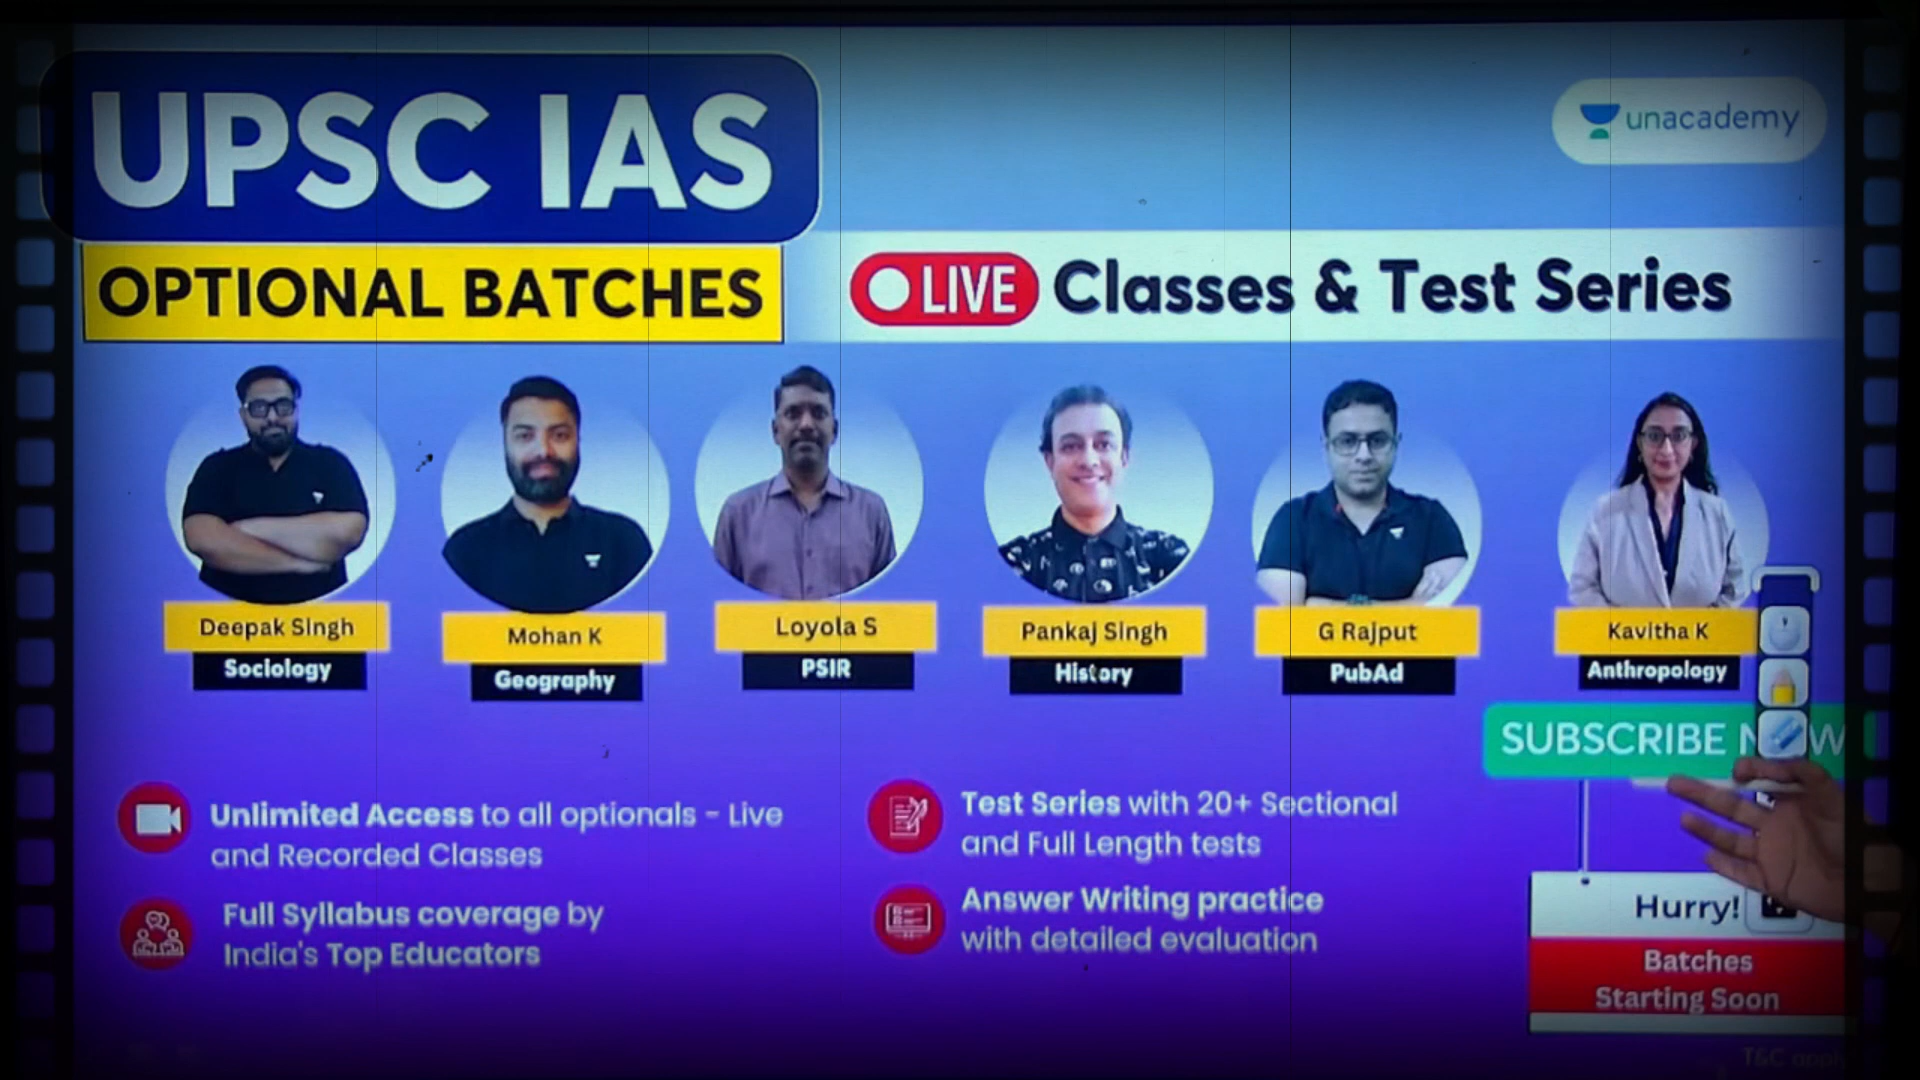 UPSC IAS
unacademy
OPTIONAL BATCHES
LIVE Classes & Test Series
Deepak Singh
Sociology
Mohan K
Geography
Loyola S
PSIR
Pankaj Singh
History
G Rajput
PubAd
Kavitha K
Anthropology
SUBSCRIBE
Unlimited Access to all optionals - Live
and Recorded Classes
Full Syllabus coverage by
India's Top Educators
Test Series with 20+ Sectional
and Full Length tests
Answer Writing practice
with detailed evaluation
Hurry!
Batches
Starting Soon
T&C